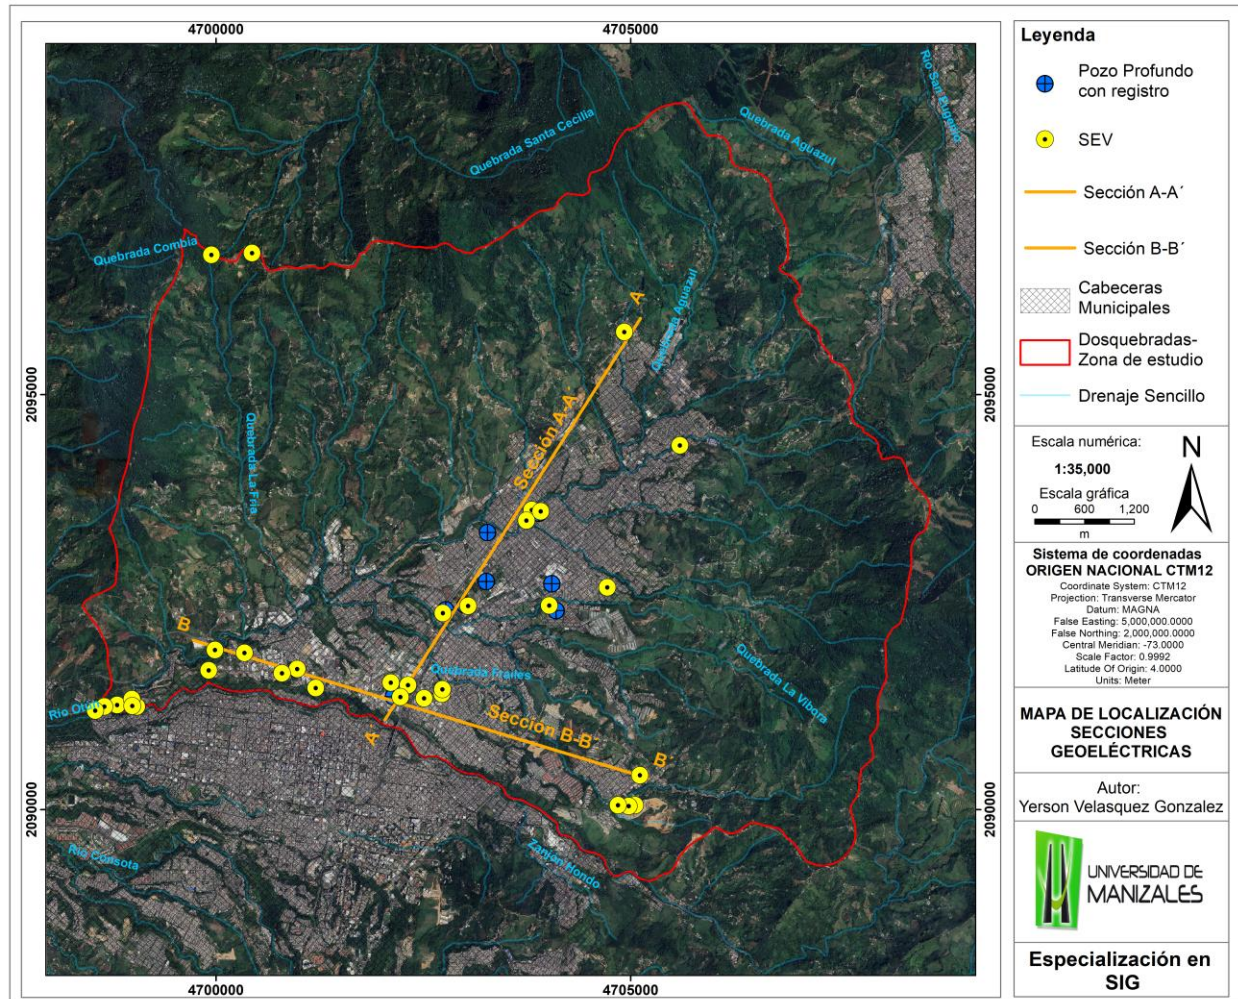 4700000
4705000
2095000
2090000
Río San Eugenio
Quebrada Santa Cecilia
Quebrada Aguazul
Quebrada Combia
A
Quebrada Aguazul
Sección A-A´
Quebrada La Fría
B
Quebrada Frailes
Quebrada La Víbora
Río Otún
Sección B-B´
A´
B´
Zanjón Hondo
Río Consota
2095000
2090000
4700000
4705000
Leyenda
Pozo Profundo
con registro
SEV
Sección A-A´
Sección B-B´
Cabeceras
Municipales
Dosquebradas-
Zona de estudio
Drenaje Sencillo
Escala numérica:
1:35,000
Escala gráfica
0 600 1,200
m
N
Sistema de coordenadas
ORIGEN NACIONAL CTM12
Coordinate System: CTM12
Projection: Transverse Mercator
Datum: MAGNA
False Easting: 5,000,000.0000
False Northing: 2,000,000.0000
Central Meridian: -73.0000
Scale Factor: 0.9992
Latitude Of Origin: 4.0000
Units: Meter
MAPA DE LOCALIZACIÓN
SECCIONES
GEOELÉCTRICAS
Autor:
Yerson Velasquez Gonzalez
UNIVERSIDAD DE
MANIZALES
Especialización en
SIG